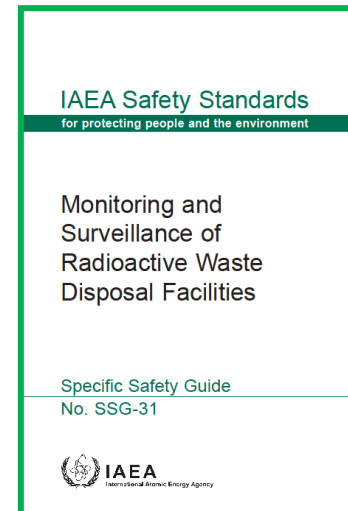 IAEA Safety Standards
for protecting people and the environment
Monitoring and
Surveillance of
Radioactive Waste
Disposal Facilities
Specific Safety Guide
No. SSG-31
IAEA
International Atomic Energy Agency